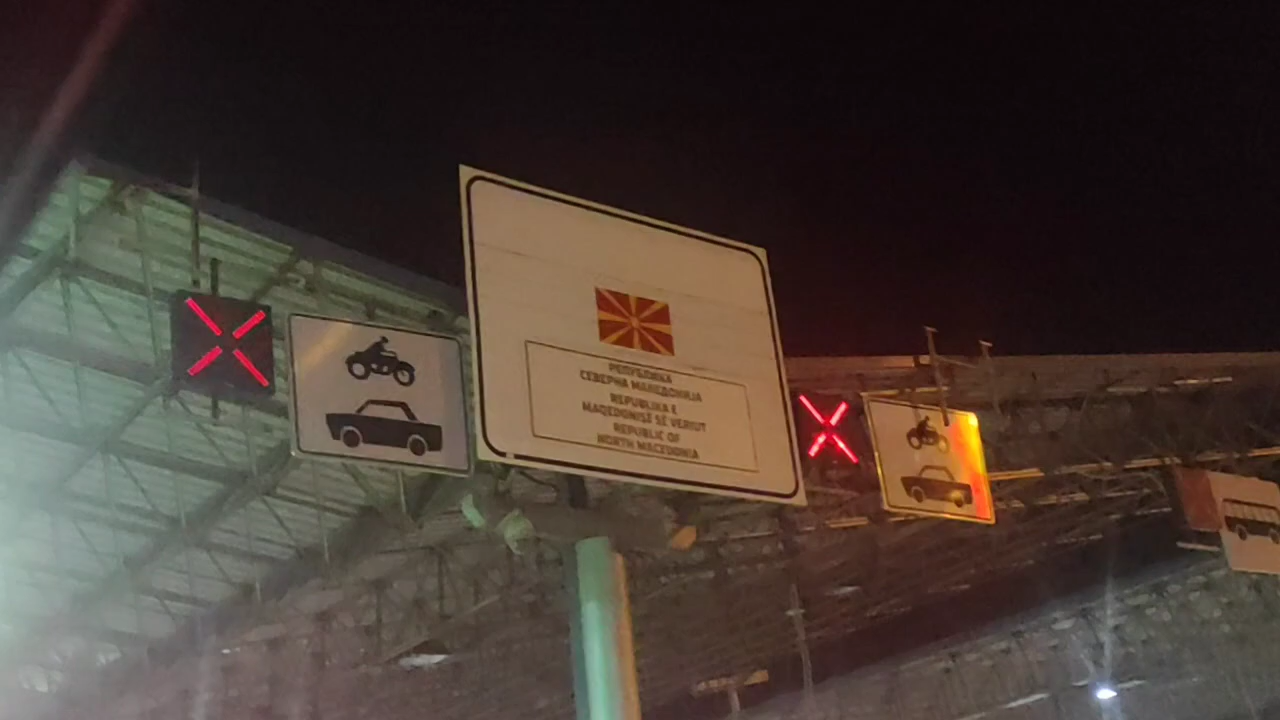 РЕПУБЛИКА
СЕВЕРНА МАКЕДОНИЈА
REPUBLIKA E
MAQEDONISË SË VERIUT
REPUBLIC OF
NORTH MACEDONIA